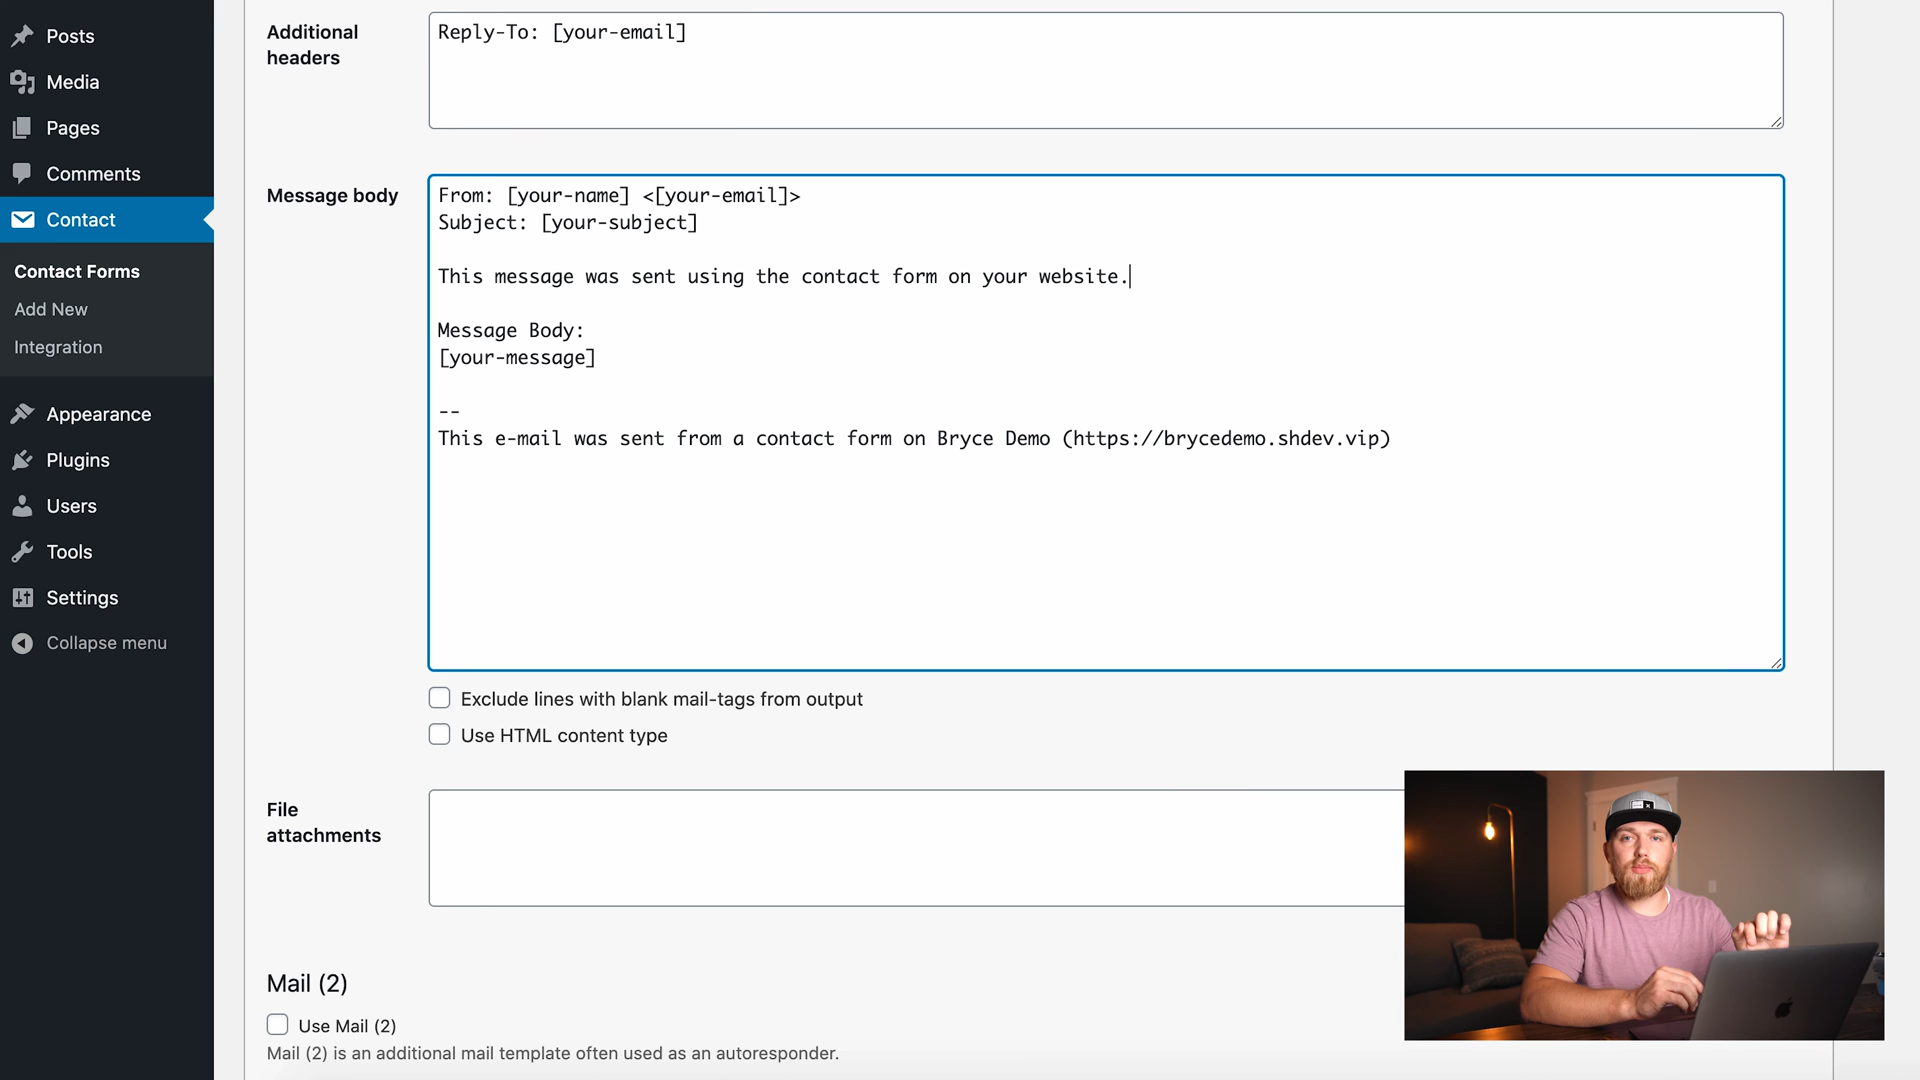 Posts
Media
Pages
Comments
Contact
Contact Forms
Add New
Integration
Appearance
Plugins
Users
Tools
Settings
Collapse menu
Additional
headers
Reply-To: [your-email]
Message body
From: [your-name] <[your-email]>
Subject: [your-subject]
This message was sent using the contact form on your website.
Message Body:
[your-message]
--
This e-mail was sent from a contact form on Bryce Demo (https://brycedemo.shdev.vip)
Exclude lines with blank mail-tags from output
Use HTML content type
File
attachments
Mail (2)
Use Mail (2)
Mail (2) is an additional mail template often used as an autoresponder.